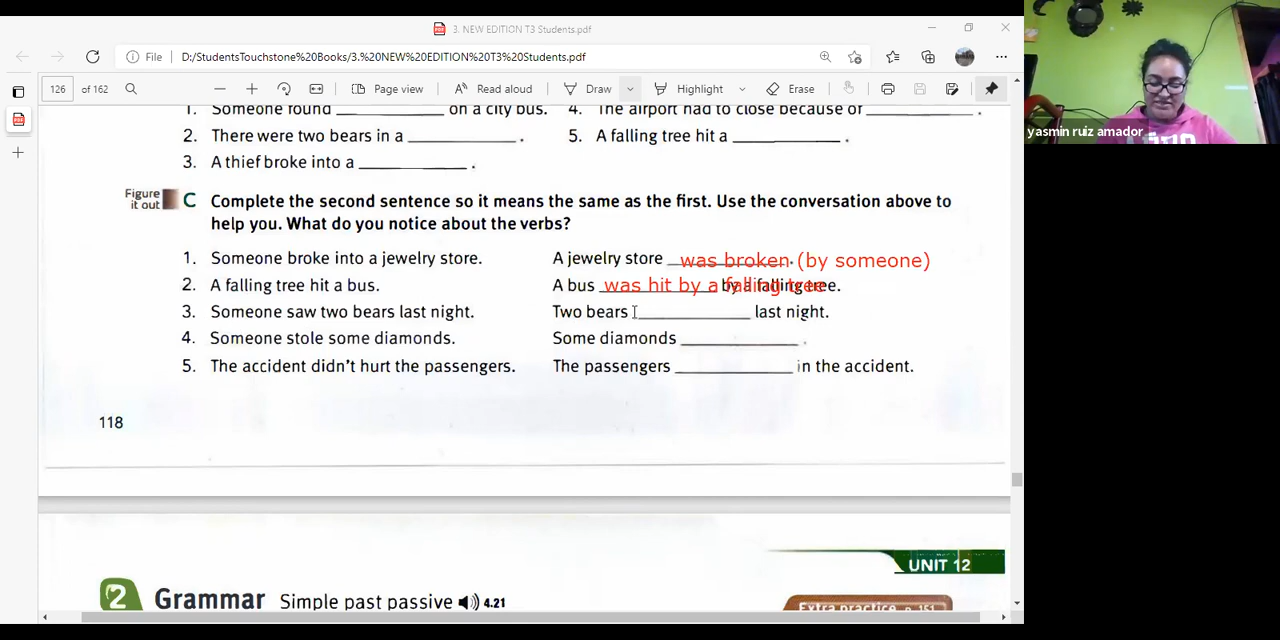 3. NEW EDITION T3 Students.pdf
File D:/StudentsTouchstone%20Books/3.%20NEW%20EDITION%20T3%20Students.pdf
126 of 162 Page view Read aloud Draw Highlight Erase
yasmin ruiz amador
1. Someone found ____________ on a city bus. 4. The airport had to close because of ____________ .
2. There were two bears in a ____________ . 5. A falling tree hit a ____________ .
3. A thief broke into a ____________ .
Figure it out C Complete the second sentence so it means the same as the first. Use the conversation above to
help you. What do you notice about the verbs?
1. Someone broke into a jewelry store. A jewelry store ____________ . was broken (by someone)
2. A falling tree hit a bus. A bus ____________ by a falling tree. was hit by a falling tree
3. Someone saw two bears last night. Two bears ____________ last night.
4. Someone stole some diamonds. Some diamonds ____________ .
5. The accident didn't hurt the passengers. The passengers ____________ in the accident.
118
UNIT 12
2 Grammar Simple past passive 4.21
Extra practice p. 151